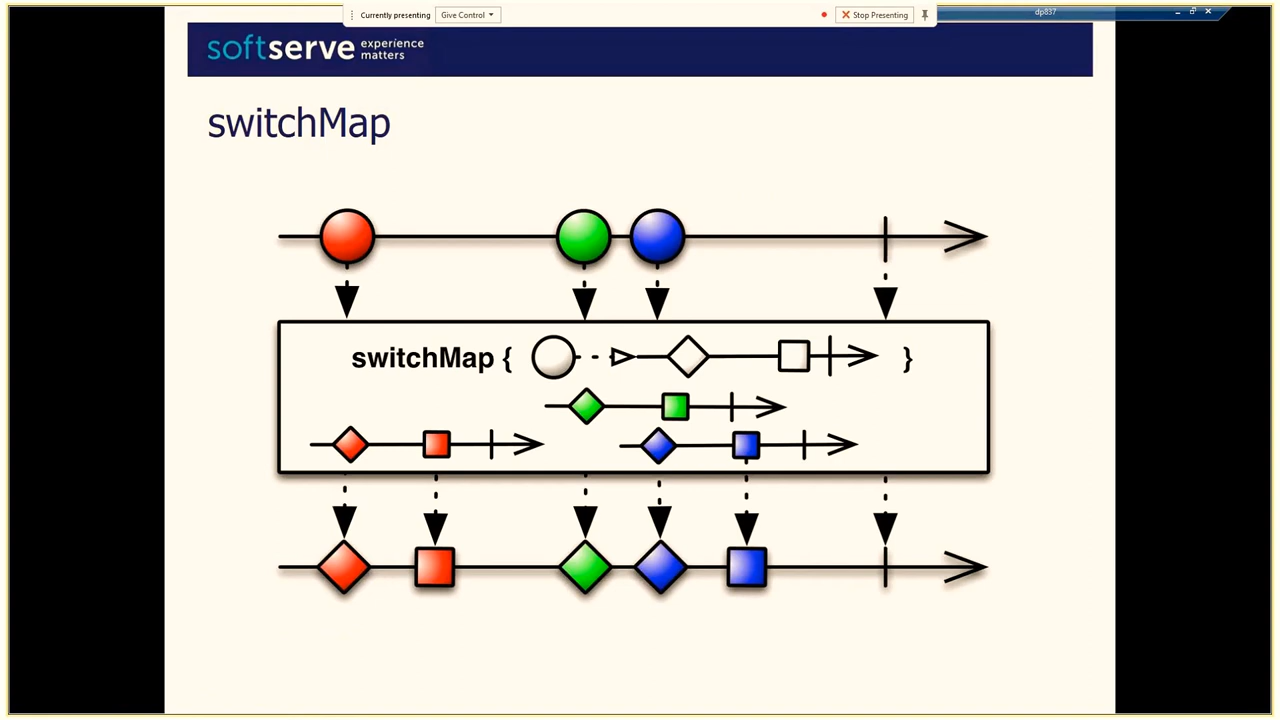 Currently presenting Give Control Stop Presenting dp837
softserve experience matters
switchMap
switchMap { }